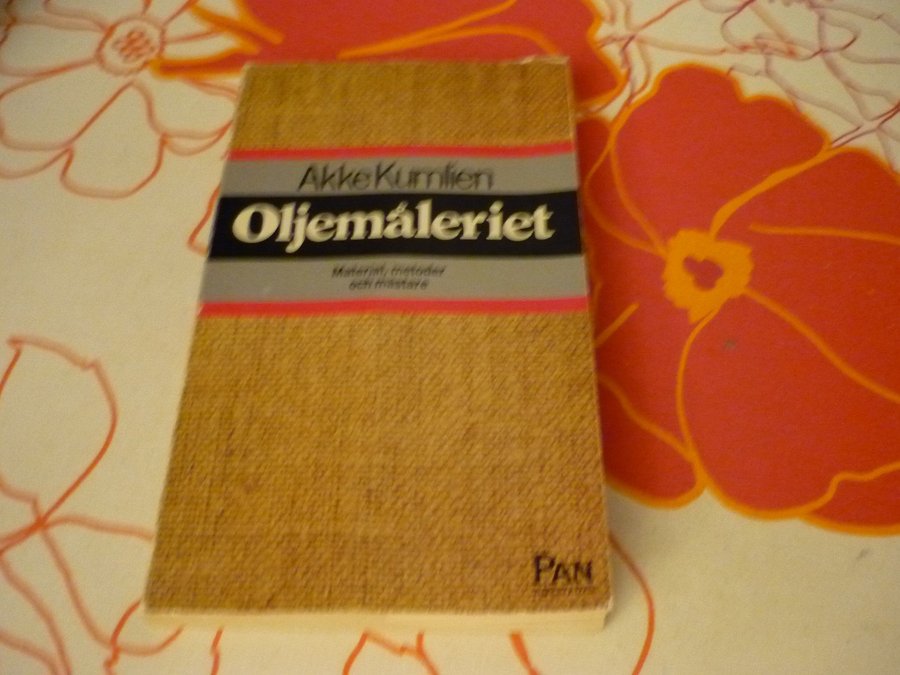 Akke Kumlien
Oljemåleriet
Material, metoder
och mästare
PAN